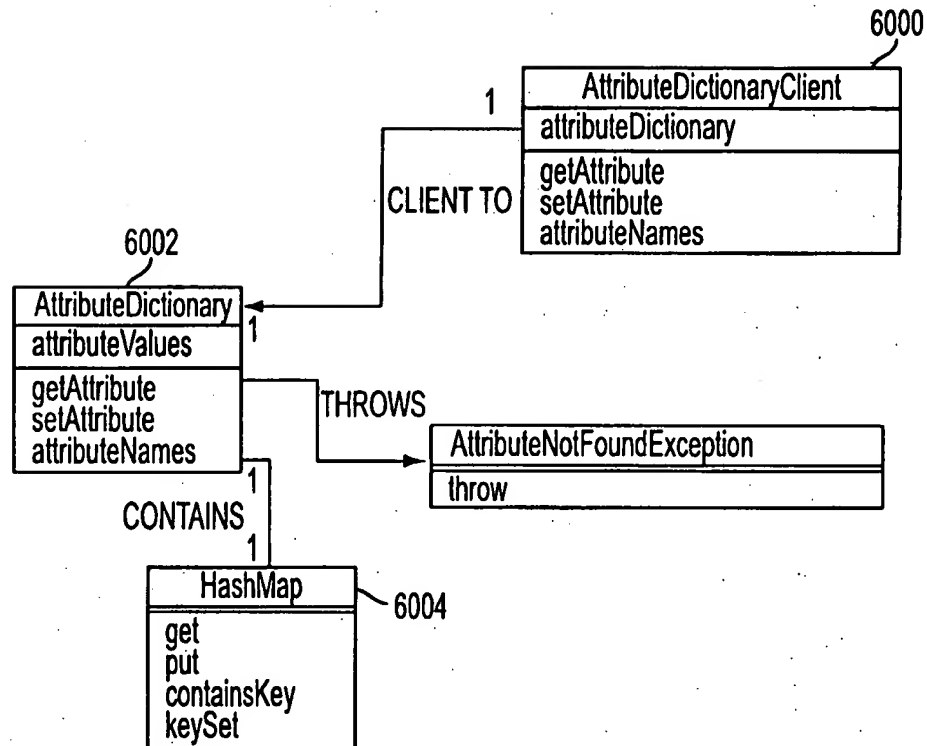 6000
AttributeDictionaryClient
attributeDictionary
getAttribute
setAttribute
attributeNames
1
CLIENT TO
6002
AttributeDictionary
1
attributeValues
getAttribute
setAttribute
attributeNames
THROWS
AttributeNotFoundException
throw
1
CONTAINS
1
HashMap
6004
get
put
containsKey
keySet